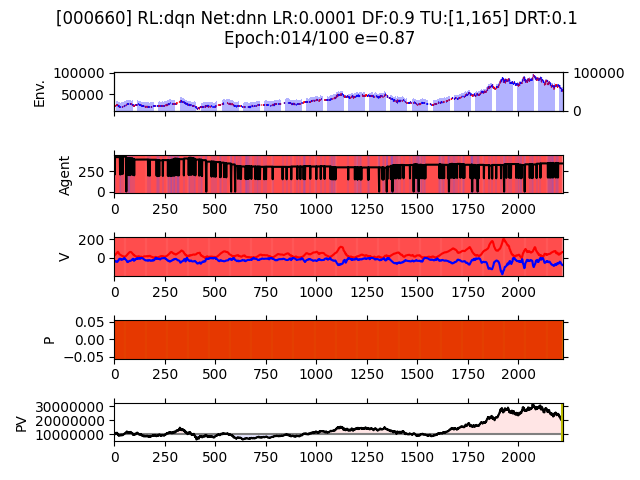 [000660] RL:dqn Net:dnn LR:0.0001 DF:0.9 TU:[1,165] DRT:0.1
Epoch:014/100 e=0.87
Env.
100000
50000
100000
0
Agent
250
0
0 250 500 750 1000 1250 1500 1750 2000
V
200
0
0 250 500 750 1000 1250 1500 1750 2000
P
0.05
0.00
−0.05
0 250 500 750 1000 1250 1500 1750 2000
PV
30000000
20000000
10000000
0 250 500 750 1000 1250 1500 1750 2000